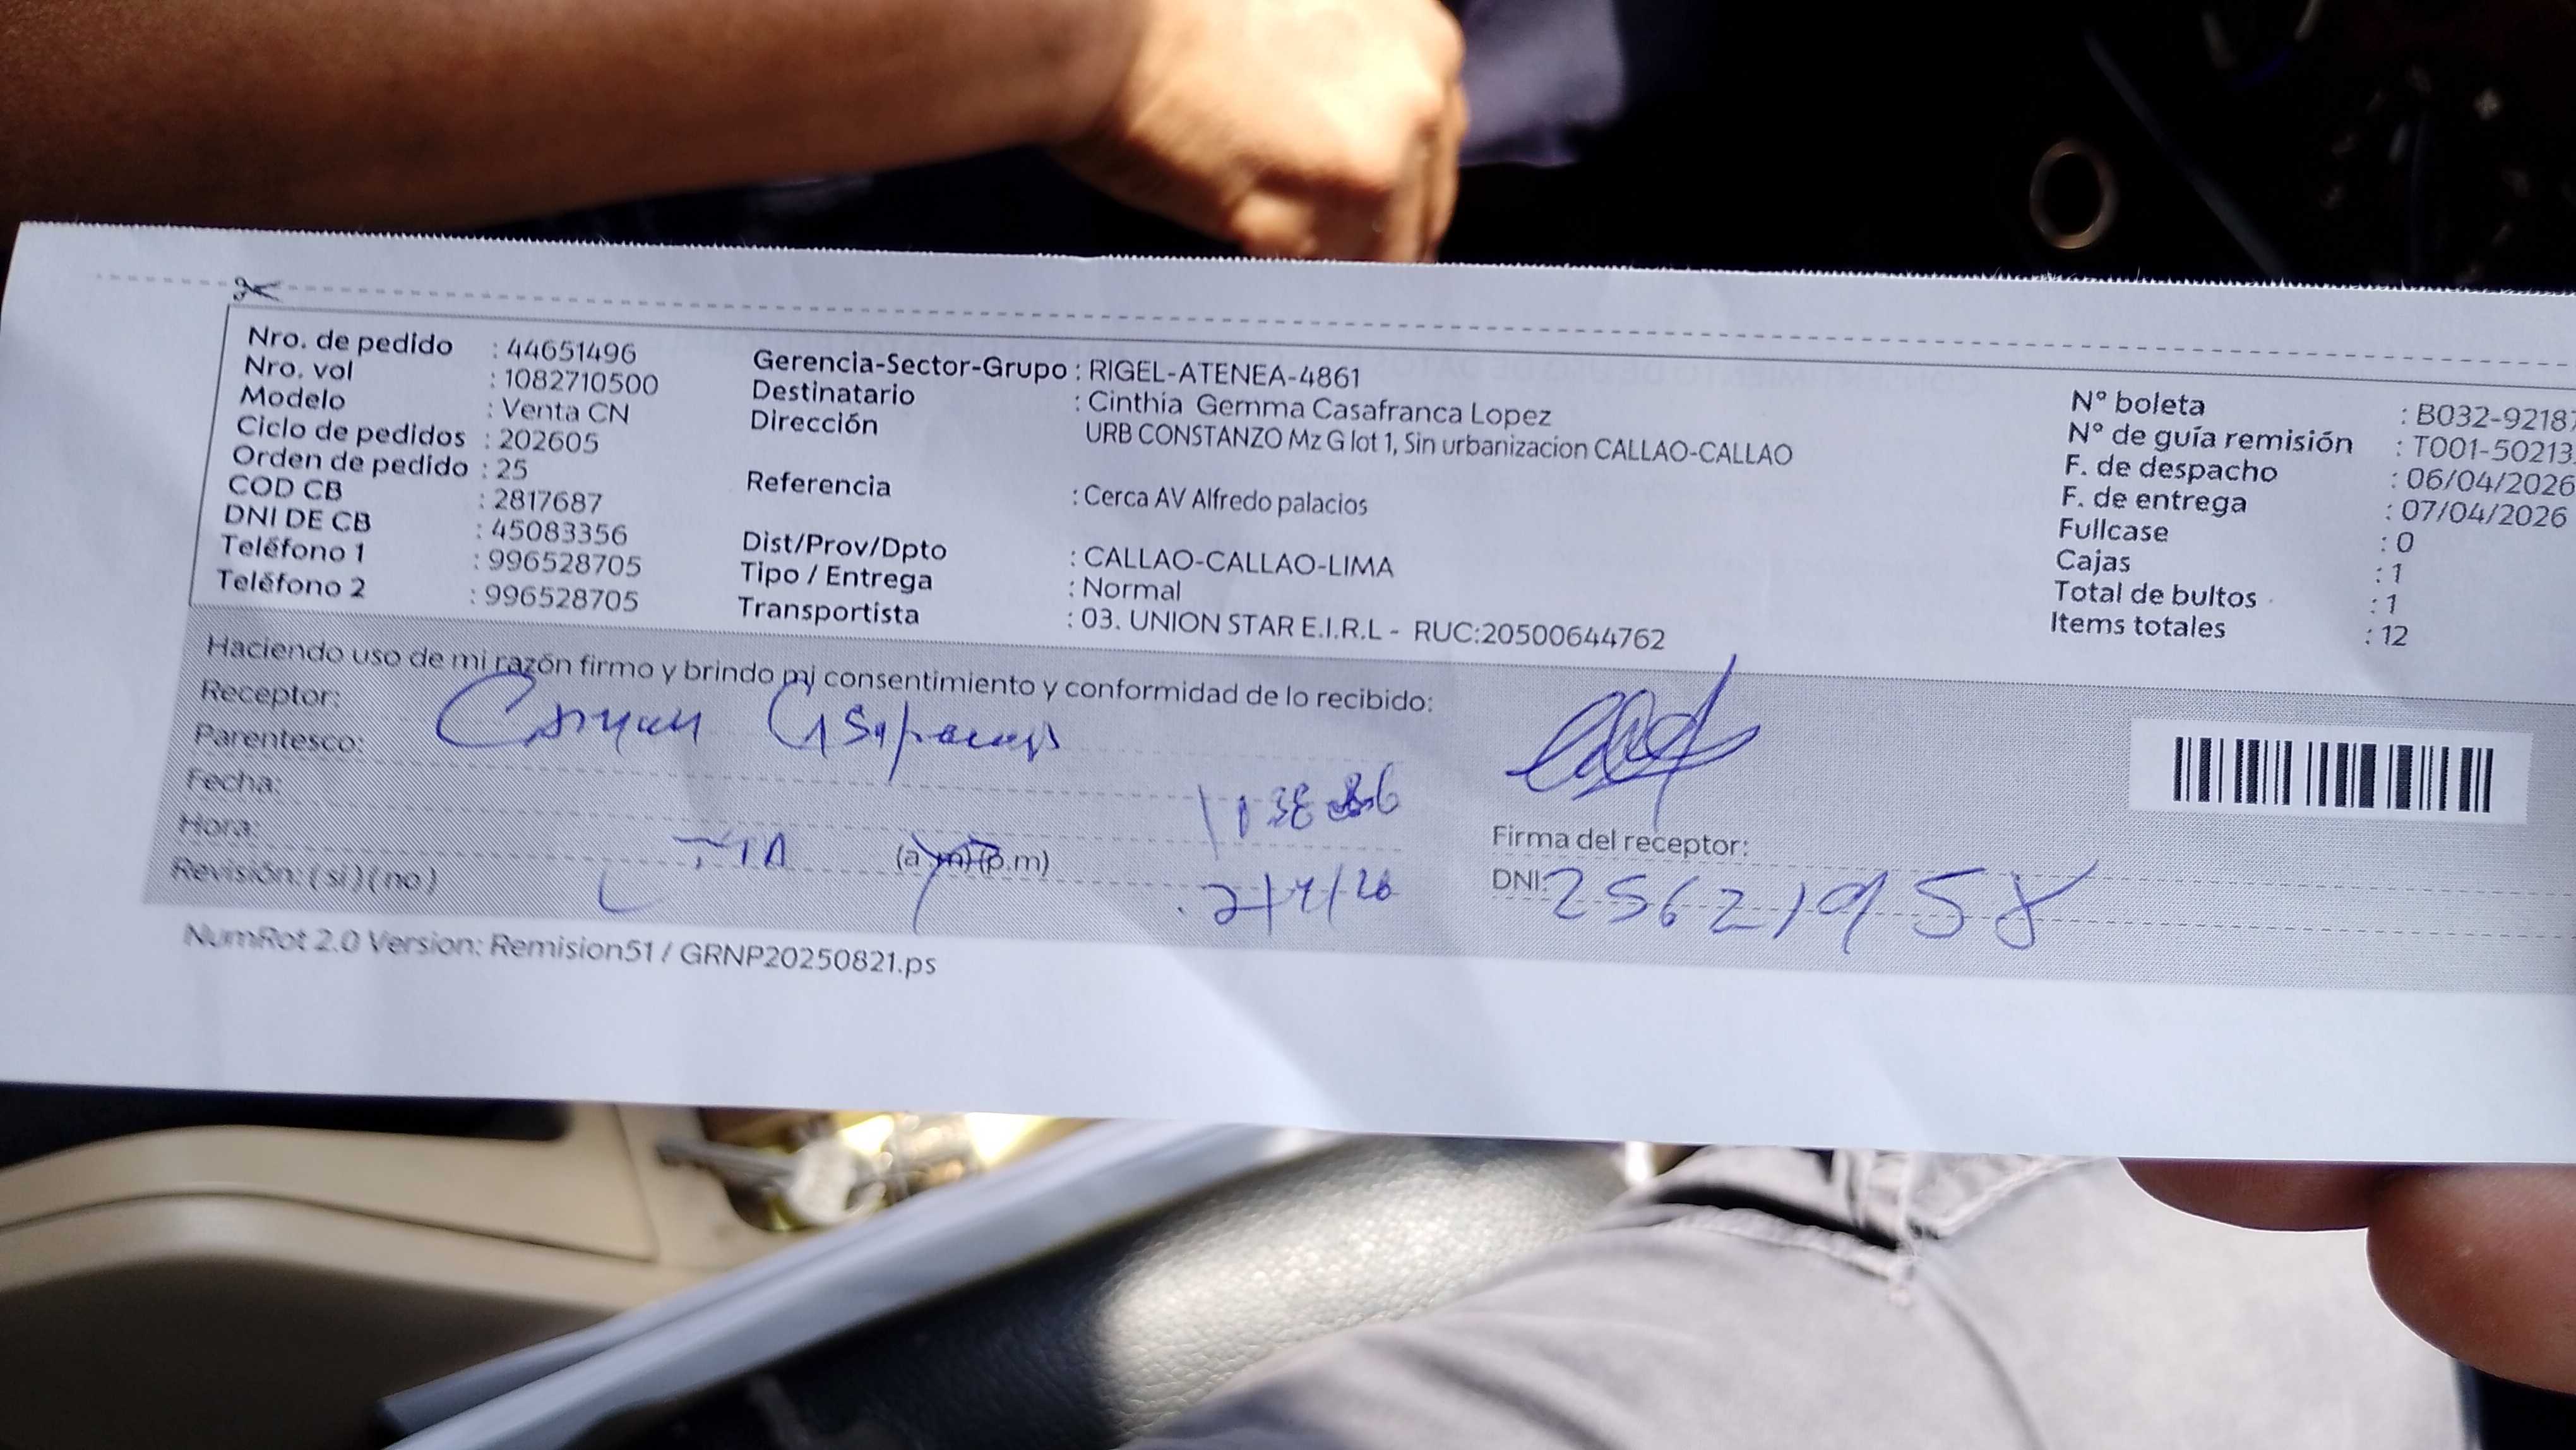 Nro. de pedido : 44651496
Nro. vol : 1082710500
Modelo : Venta CN
Ciclo de pedidos : 202605
Orden de pedido : 25
COD CB : 2817687
DNI DE CB : 45083356
Teléfono 1 : 996528705
Teléfono 2 : 996528705
Gerencia-Sector-Grupo : RIGEL-ATENEA-4861
Destinatario : Cinthia Gemma Casafranca Lopez
Dirección URB CONSTANZO Mz G lot 1, Sin urbanizacion CALLAO-CALLAO
Referencia : Cerca AV Alfredo palacios
Dist/Prov/Dpto : CALLAO-CALLAO-LIMA
Tipo / Entrega : Normal
Transportista : 03. UNION STAR E.I.R.L - RUC:20500644762
N° boleta : B032-92187
N° de guía remisión : T001-50213
F. de despacho : 06/04/2026
F. de entrega : 07/04/2026
Fullcase : 0
Cajas : 1
Total de bultos : 1
Items totales : 12
Haciendo uso de mi razón firmo y brindo mi consentimiento y conformidad de lo recibido:
Receptor:
Parentesco:
Fecha:
Hora: TIA (a.m)(p.m)
Revisión: (si) (no)
Firma del receptor:
DNI: 25621958
NumRot 2.0 Version: Remision51 / GRNP20250821.ps